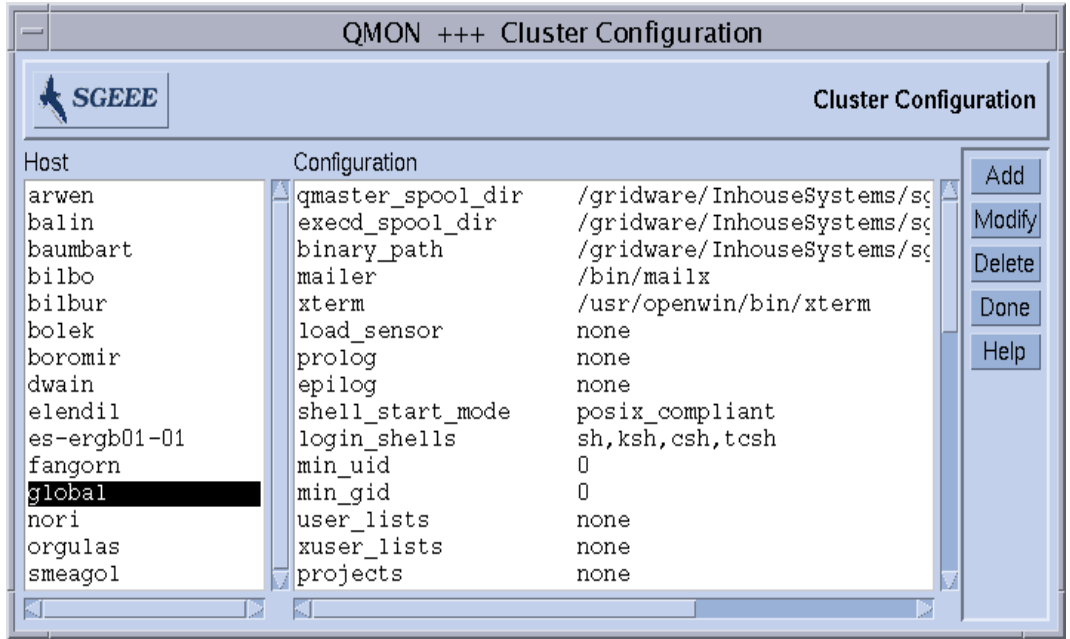 QMON +++ Cluster Configuration
SGEEE
Cluster Configuration
Host
Configuration
arwen
balin
baumbart
bilbo
bilbur
bolek
boromir
dwain
elendil
es-ergb01-01
fangorn
global
nori
orgulas
smeagol
qmaster_spool_dir /gridware/InhouseSystems/sg
execd_spool_dir /gridware/InhouseSystems/sg
binary_path /gridware/InhouseSystems/sg
mailer /bin/mailx
xterm /usr/openwin/bin/xterm
load_sensor none
prolog none
epilog none
shell_start_mode posix_compliant
login_shells sh,ksh,csh,tcsh
min_uid 0
min_gid 0
user_lists none
xuser_lists none
projects none
Add
Modify
Delete
Done
Help